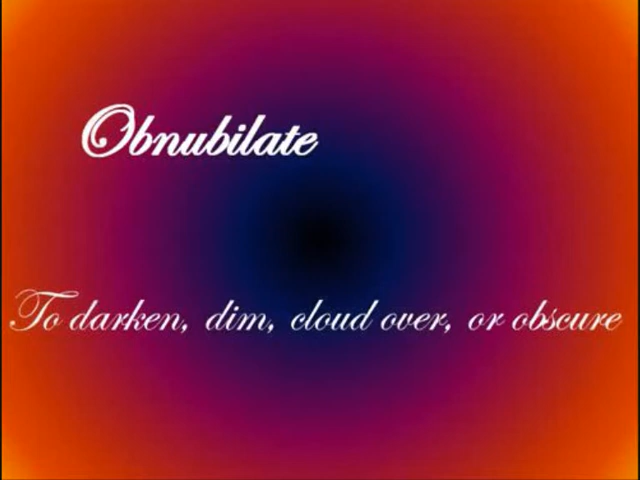 Obnubilate
To darken, dim, cloud over, or obscure